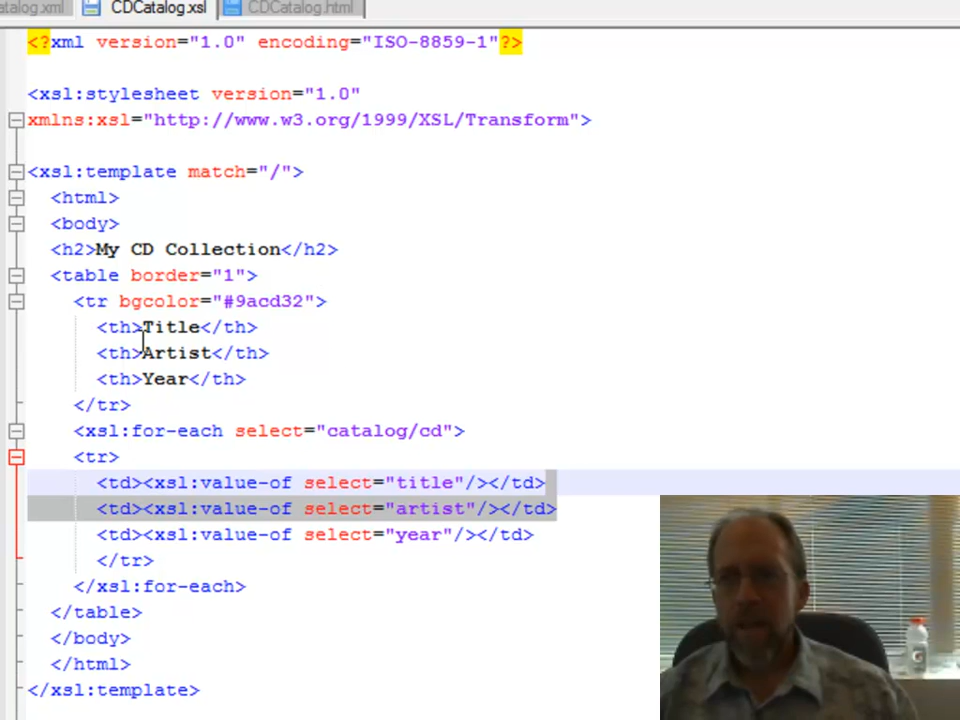 atalog.xml CDCatalog.xsl CDCatalog.html
<?xml version="1.0" encoding="ISO-8859-1"?>
<xsl:stylesheet version="1.0"
xmlns:xsl="http://www.w3.org/1999/XSL/Transform">
<xsl:template match="/">
<html>
<body>
<h2>My CD Collection</h2>
<table border="1">
<tr bgcolor="#9acd32">
<th>Title</th>
<th>Artist</th>
<th>Year</th>
</tr>
<xsl:for-each select="catalog/cd">
<tr>
<td><xsl:value-of select="title"/></td>
<td><xsl:value-of select="artist"/></td>
<td><xsl:value-of select="year"/></td>
</tr>
</xsl:for-each>
</table>
</body>
</html>
</xsl:template>